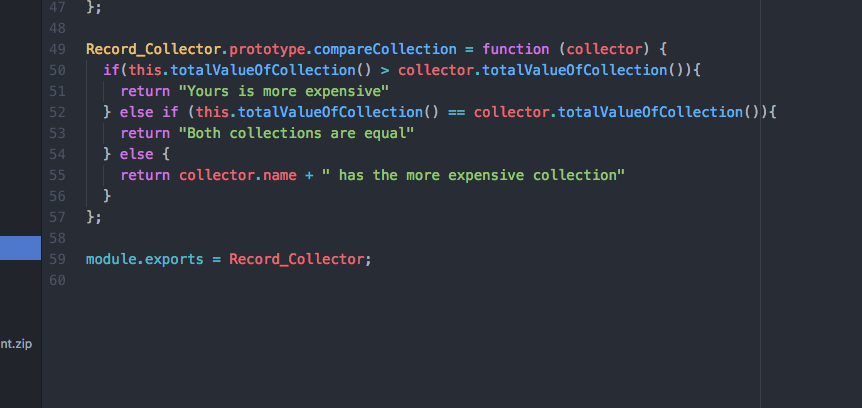 47 };
48
49 Record_Collector.prototype.compareCollection = function (collector) {
50   if(this.totalValueOfCollection() > collector.totalValueOfCollection()){
51     return "Yours is more expensive"
52   } else if (this.totalValueOfCollection() == collector.totalValueOfCollection()){
53     return "Both collections are equal"
54   } else {
55     return collector.name + " has the more expensive collection"
56   }
57 };
58
59 module.exports = Record_Collector;
60
nt.zip